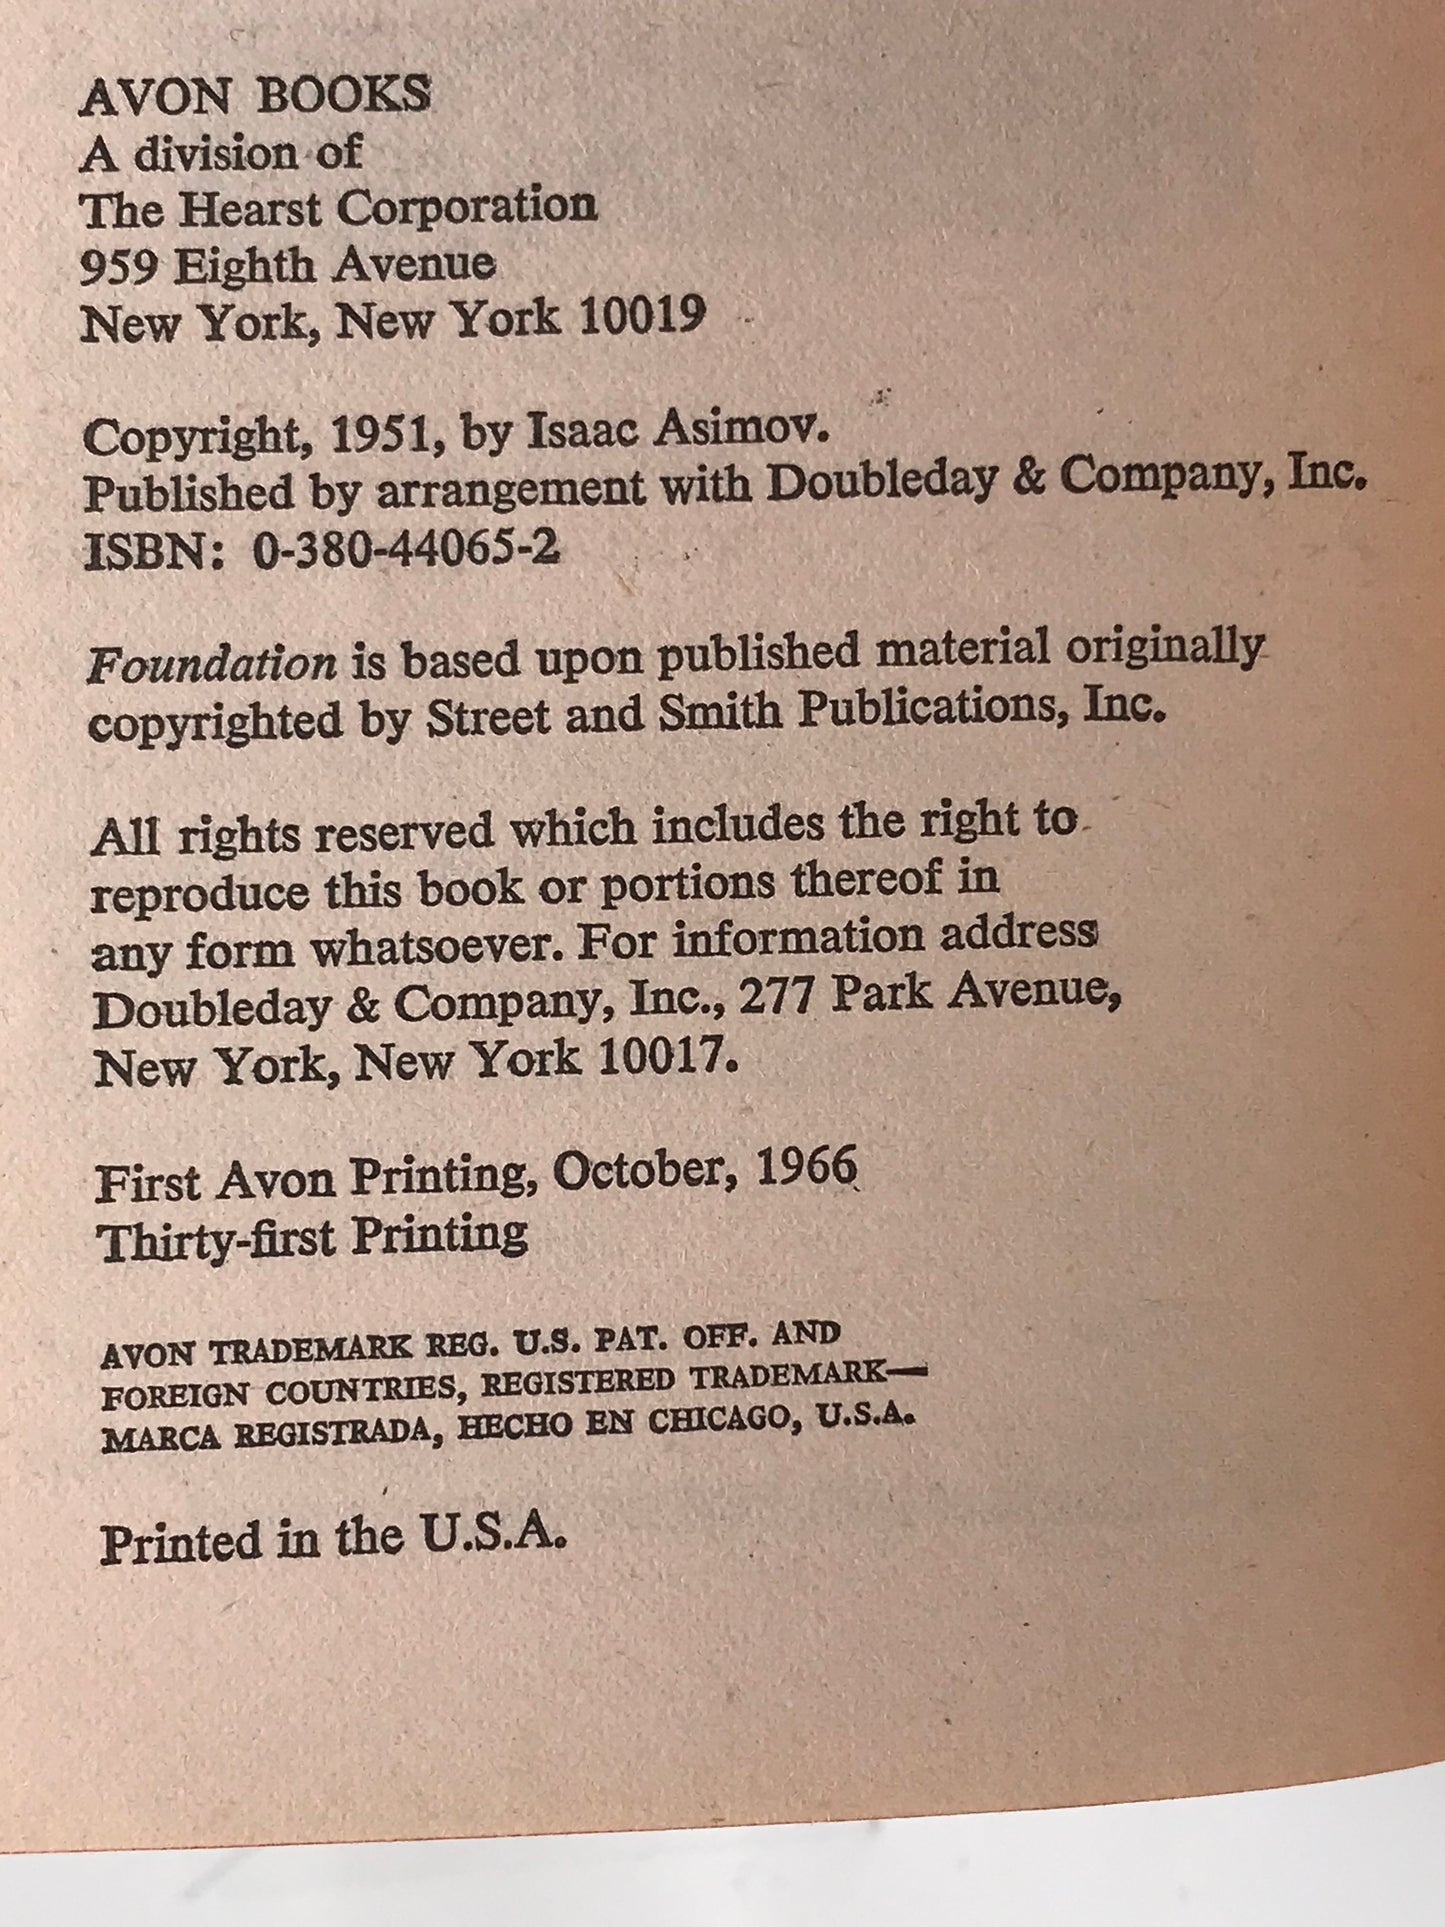 AVON BOOKS
A division of
The Hearst Corporation
959 Eighth Avenue
New York, New York 10019
Copyright, 1951, by Isaac Asimov.
Published by arrangement with Doubleday & Company, Inc.
ISBN: 0-380-44065-2
Foundation is based upon published material originally
copyrighted by Street and Smith Publications, Inc.
All rights reserved which includes the right to
reproduce this book or portions thereof in
any form whatsoever. For information address
Doubleday & Company, Inc., 277 Park Avenue,
New York, New York 10017.
First Avon Printing, October, 1966
Thirty-first Printing
AVON TRADEMARK REG. U.S. PAT. OFF. AND
FOREIGN COUNTRIES, REGISTERED TRADEMARK—
MARCA REGISTRADA, HECHO EN CHICAGO, U.S.A.
Printed in the U.S.A.